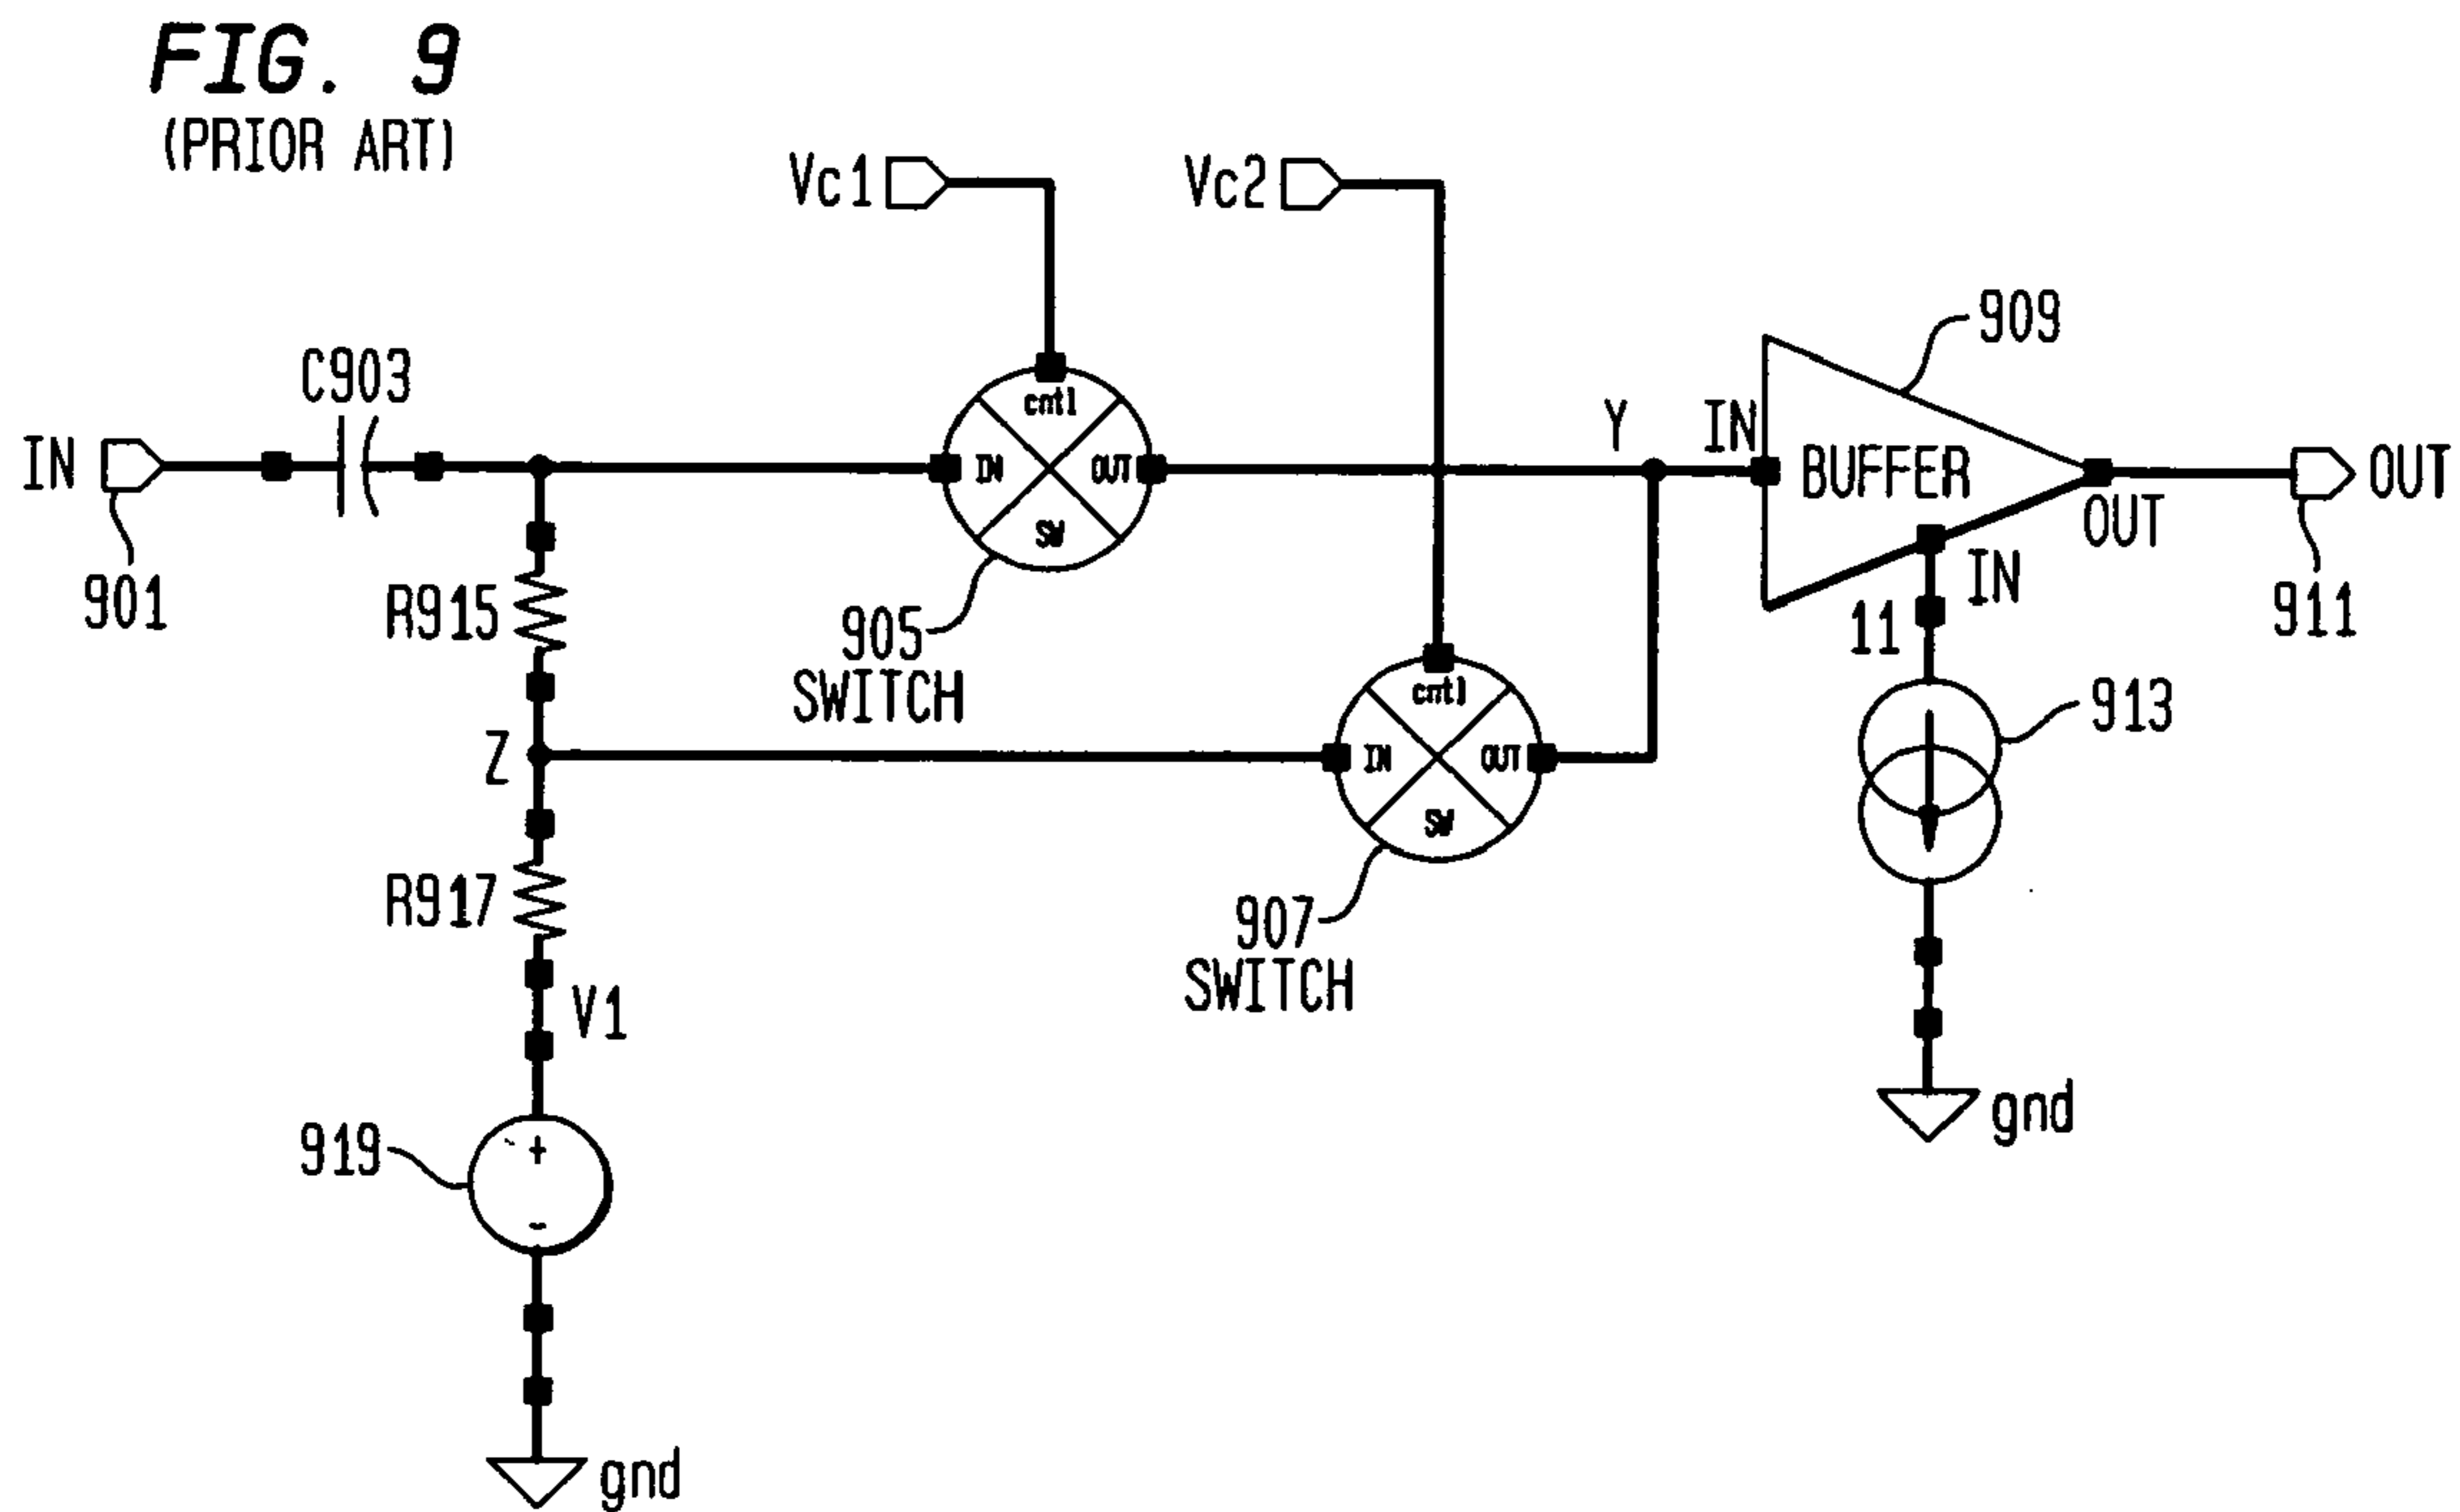 FIG. 9
(PRIOR ART)
Vc1
Vc2
909
C903
cntl
IN
IN
OUT
SW
Y
IN
BUFFER
OUT
OUT
IN
901
R915
905
SWITCH
11
911
cntl
IN
OUT
SW
913
Z
R917
907
SWITCH
V1
gnd
919
+
-
gnd